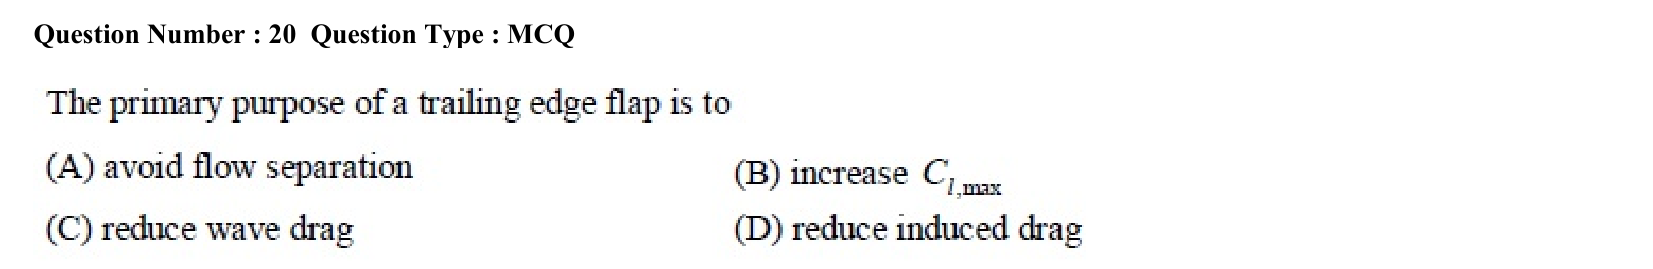 Question Number : 20 Question Type : MCQ
The primary purpose of a trailing edge flap is to
(A) avoid flow separation (B) increase C_{l,max}
(C) reduce wave drag (D) reduce induced drag